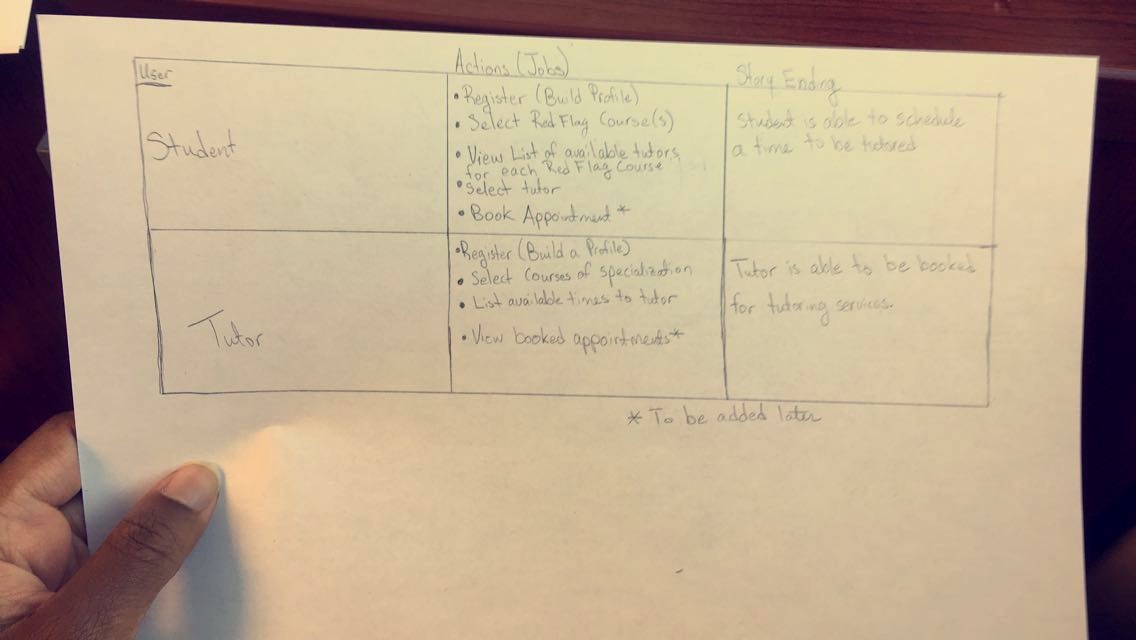 User
Actions (Jobs)
Story Ending
Student
• Register (Build Profile)
• Select Red Flag Course(s)
• View List of available tutors
for each Red Flag Course
• Select tutor
• Book Appointment *
Student is able to schedule
a time to be tutored
Tutor
• Register (Build a Profile)
• Select Courses of specialization
• List available times to tutor
• View booked appointments*
Tutor is able to be booked
for tutoring services.
* To be added later